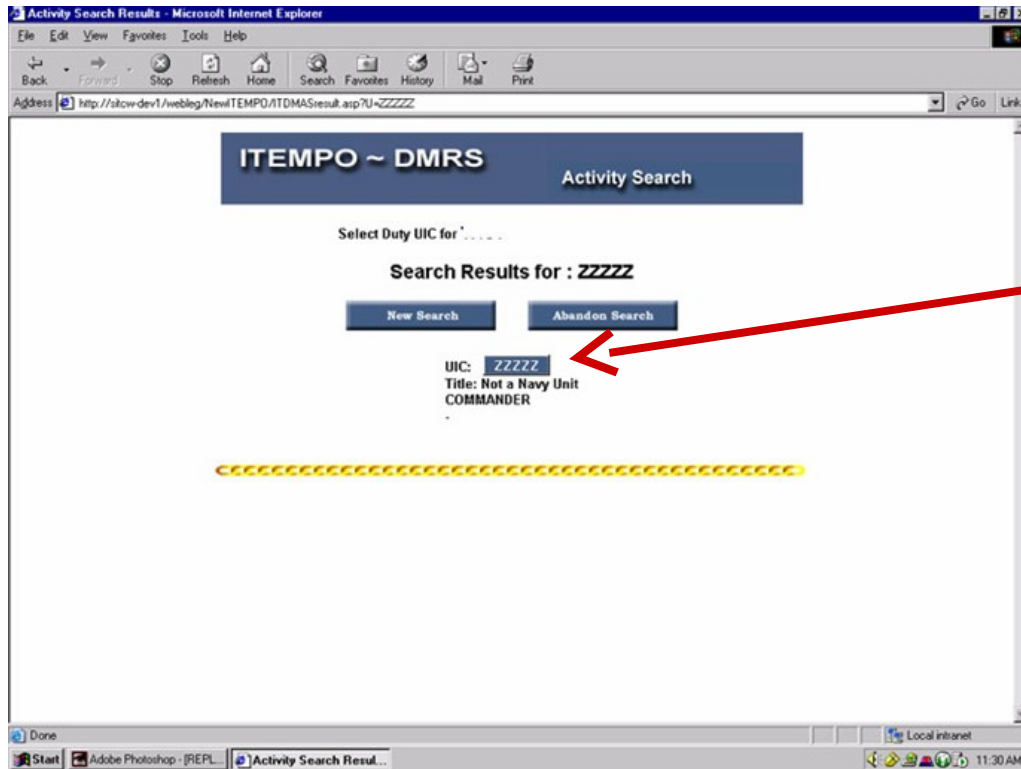 Activity Search Results - Microsoft Internet Explorer
File Edit View Favorites Tools Help
Back Forward Stop Refresh Home Search Favorites History Mail Print
Address http://sitcw-dev1/webleg/NewITEMPO/ITDMASresult.asp?U=ZZZZZ Go Link
ITEMPO ~ DMRS
Activity Search
Select Duty UIC for
Search Results for : ZZZZZ
New Search Abandon Search
UIC: ZZZZZ
Title: Not a Navy Unit
COMMANDER
Done Local intranet
Start Adobe Photoshop - [REPL... Activity Search Resul... 11:30 AM